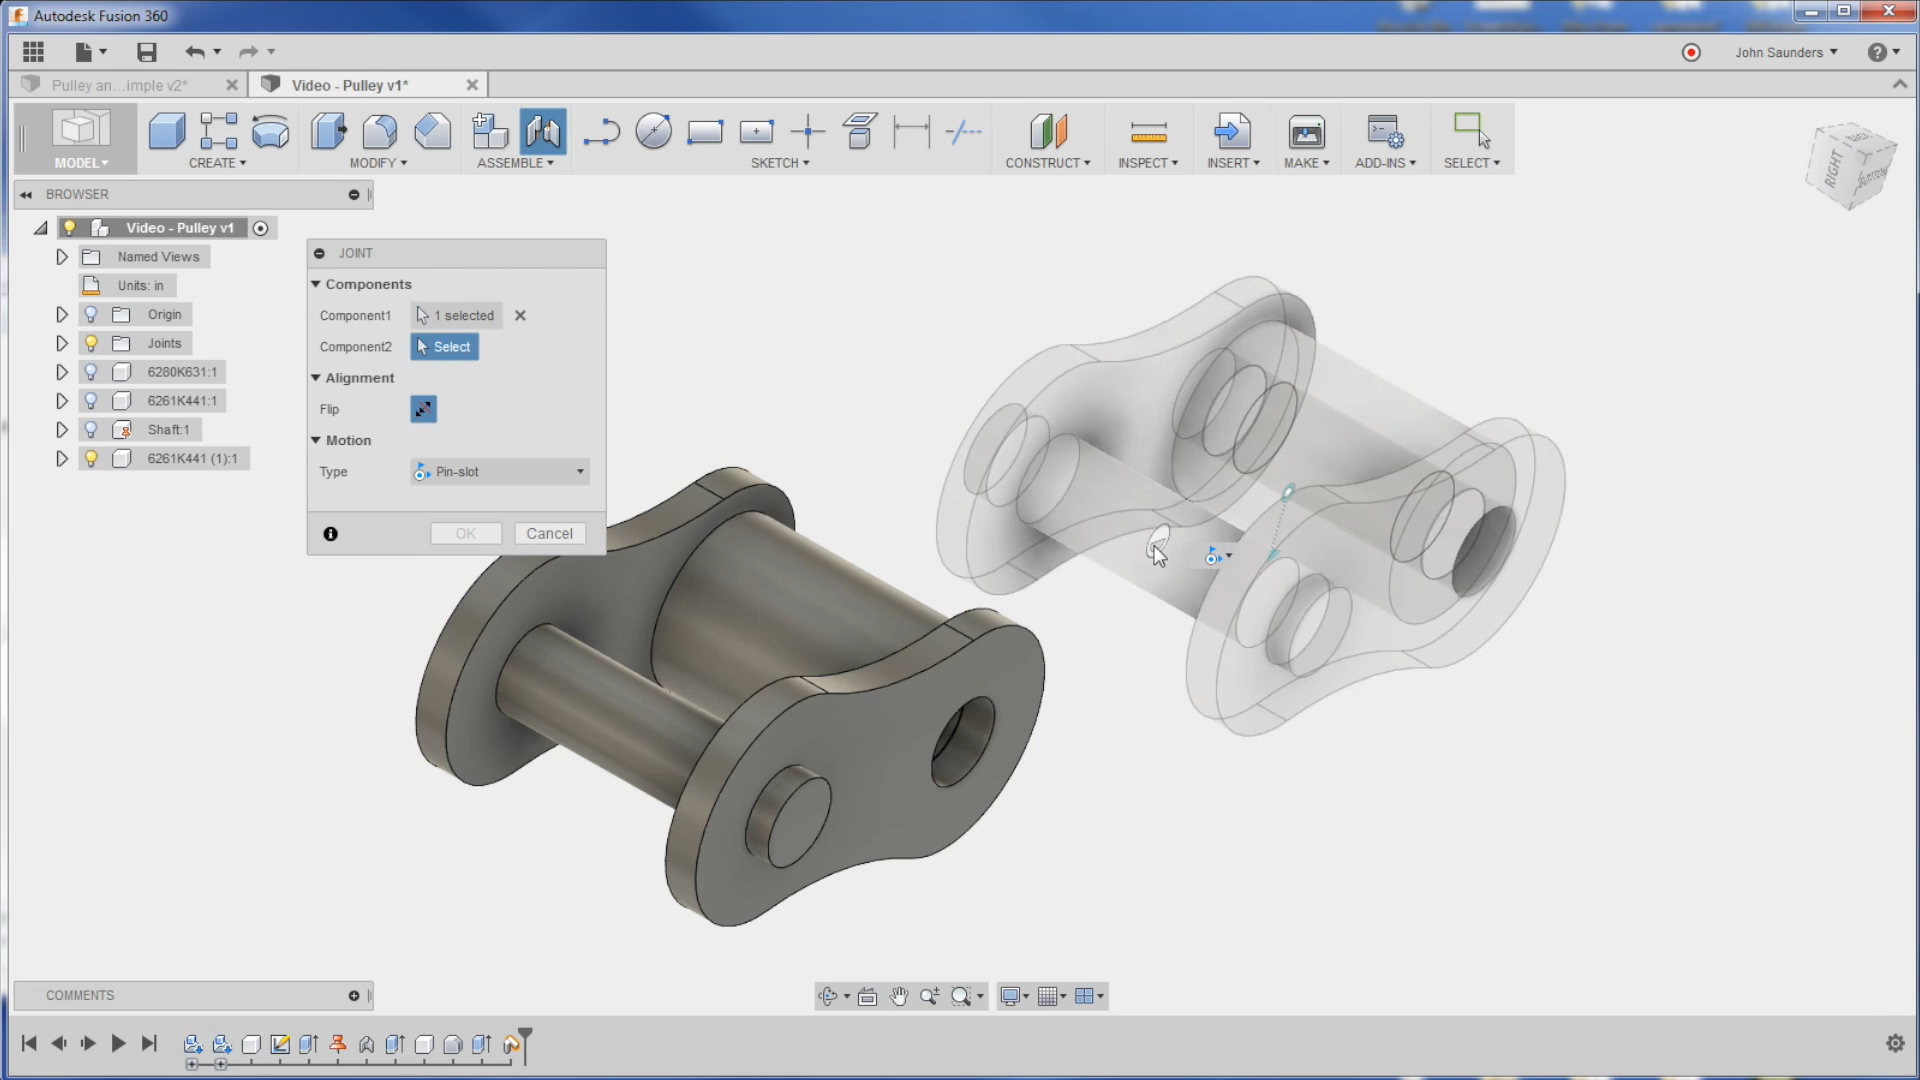 Autodesk Fusion 360
John Saunders
Pulley an...imple v2*
Video - Pulley v1*
MODEL
CREATE
MODIFY
ASSEMBLE
SKETCH
CONSTRUCT
INSPECT
INSERT
MAKE
ADD-INS
SELECT
RIGHT
BOTTOM
BROWSER
Video - Pulley v1
Named Views
Units: in
Origin
Joints
6280K631:1
6261K441:1
Shaft:1
6261K441 (1):1
JOINT
Components
Component1
1 selected
Component2
Select
Alignment
Flip
Motion
Type
Pin-slot
OK
Cancel
COMMENTS